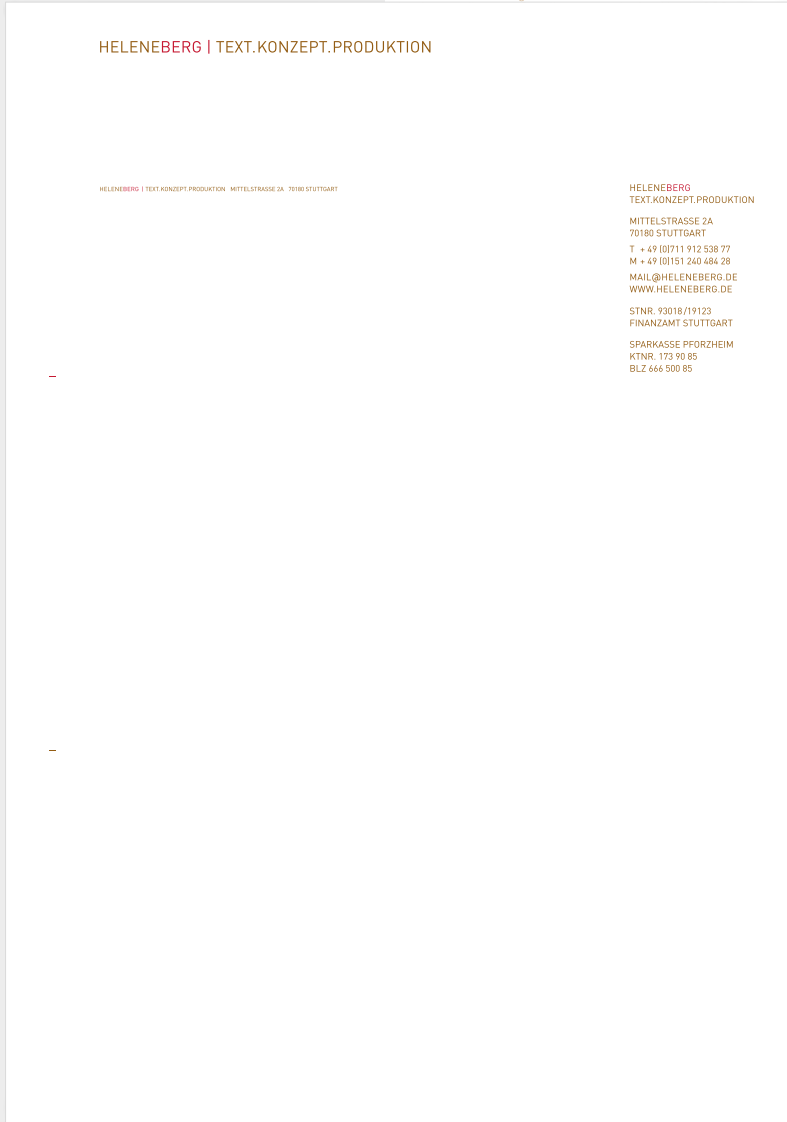 HELENEBERG | TEXT.KONZEPT.PRODUKTION
HELENEBERG | TEXT.KONZEPT.PRODUKTION MITTELSTRASSE 2A 70180 STUTTGART
HELENEBERG
TEXT.KONZEPT.PRODUKTION
MITTELSTRASSE 2A
70180 STUTTGART
T + 49 (0)711 912 538 77
M + 49 (0)151 240 484 28
MAIL@HELENEBERG.DE
WWW.HELENEBERG.DE
STNR. 93018/19123
FINANZAMT STUTTGART
SPARKASSE PFORZHEIM
KTNR. 173 90 85
BLZ 666 500 85